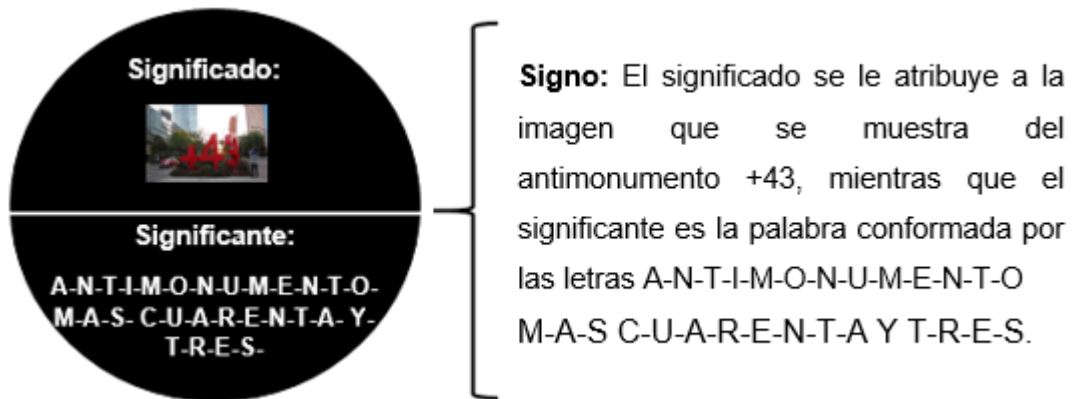 Significado:
+43
Significante:
A-N-T-I-M-O-N-U-M-E-N-T-O-
M-A-S- C-U-A-R-E-N-T-A- Y-
T-R-E-S-
Signo: El significado se le atribuye a la
imagen que se muestra del
antimonumento +43, mientras que el
significante es la palabra conformada por
las letras A-N-T-I-M-O-N-U-M-E-N-T-O
M-A-S C-U-A-R-E-N-T-A Y T-R-E-S.